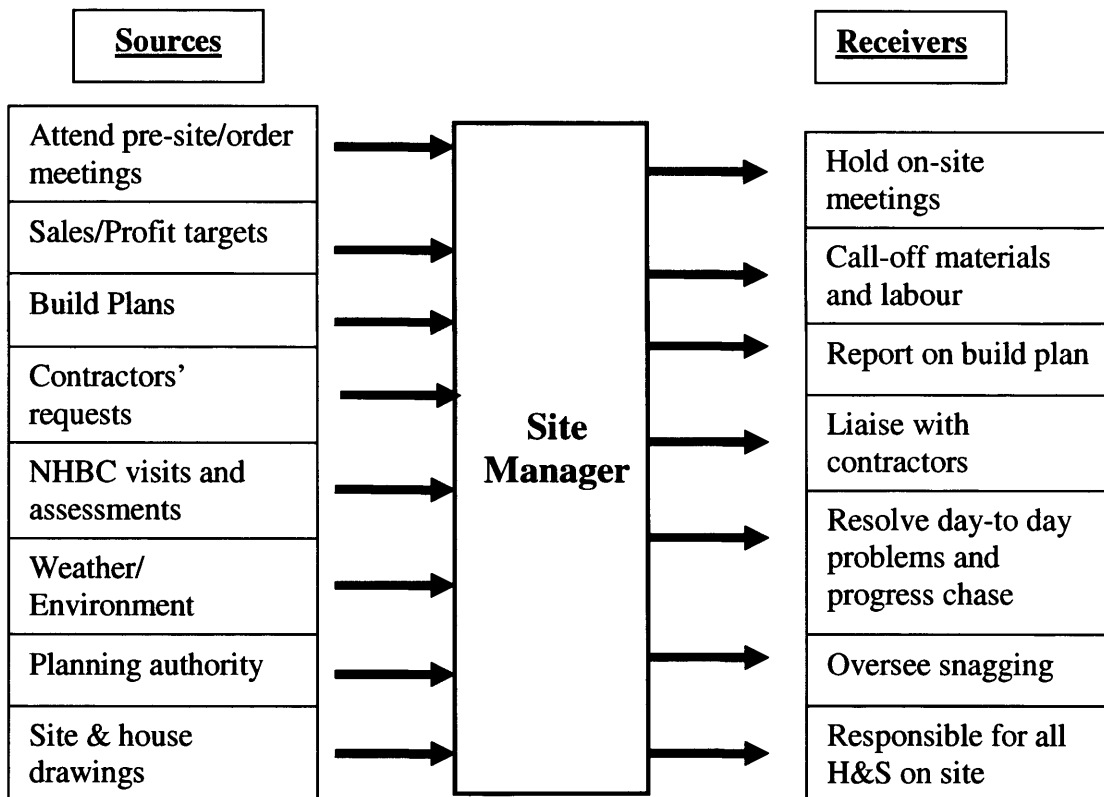 Sources
Receivers
Attend pre-site/order
meetings
Sales/Profit targets
Build Plans
Contractors'
requests
NHBC visits and
assessments
Weather/
Environment
Planning authority
Site & house
drawings
Site
Manager
Hold on-site
meetings
Call-off materials
and labour
Report on build plan
Liaise with
contractors
Resolve day-to day
problems and
progress chase
Oversee snagging
Responsible for all
H&S on site